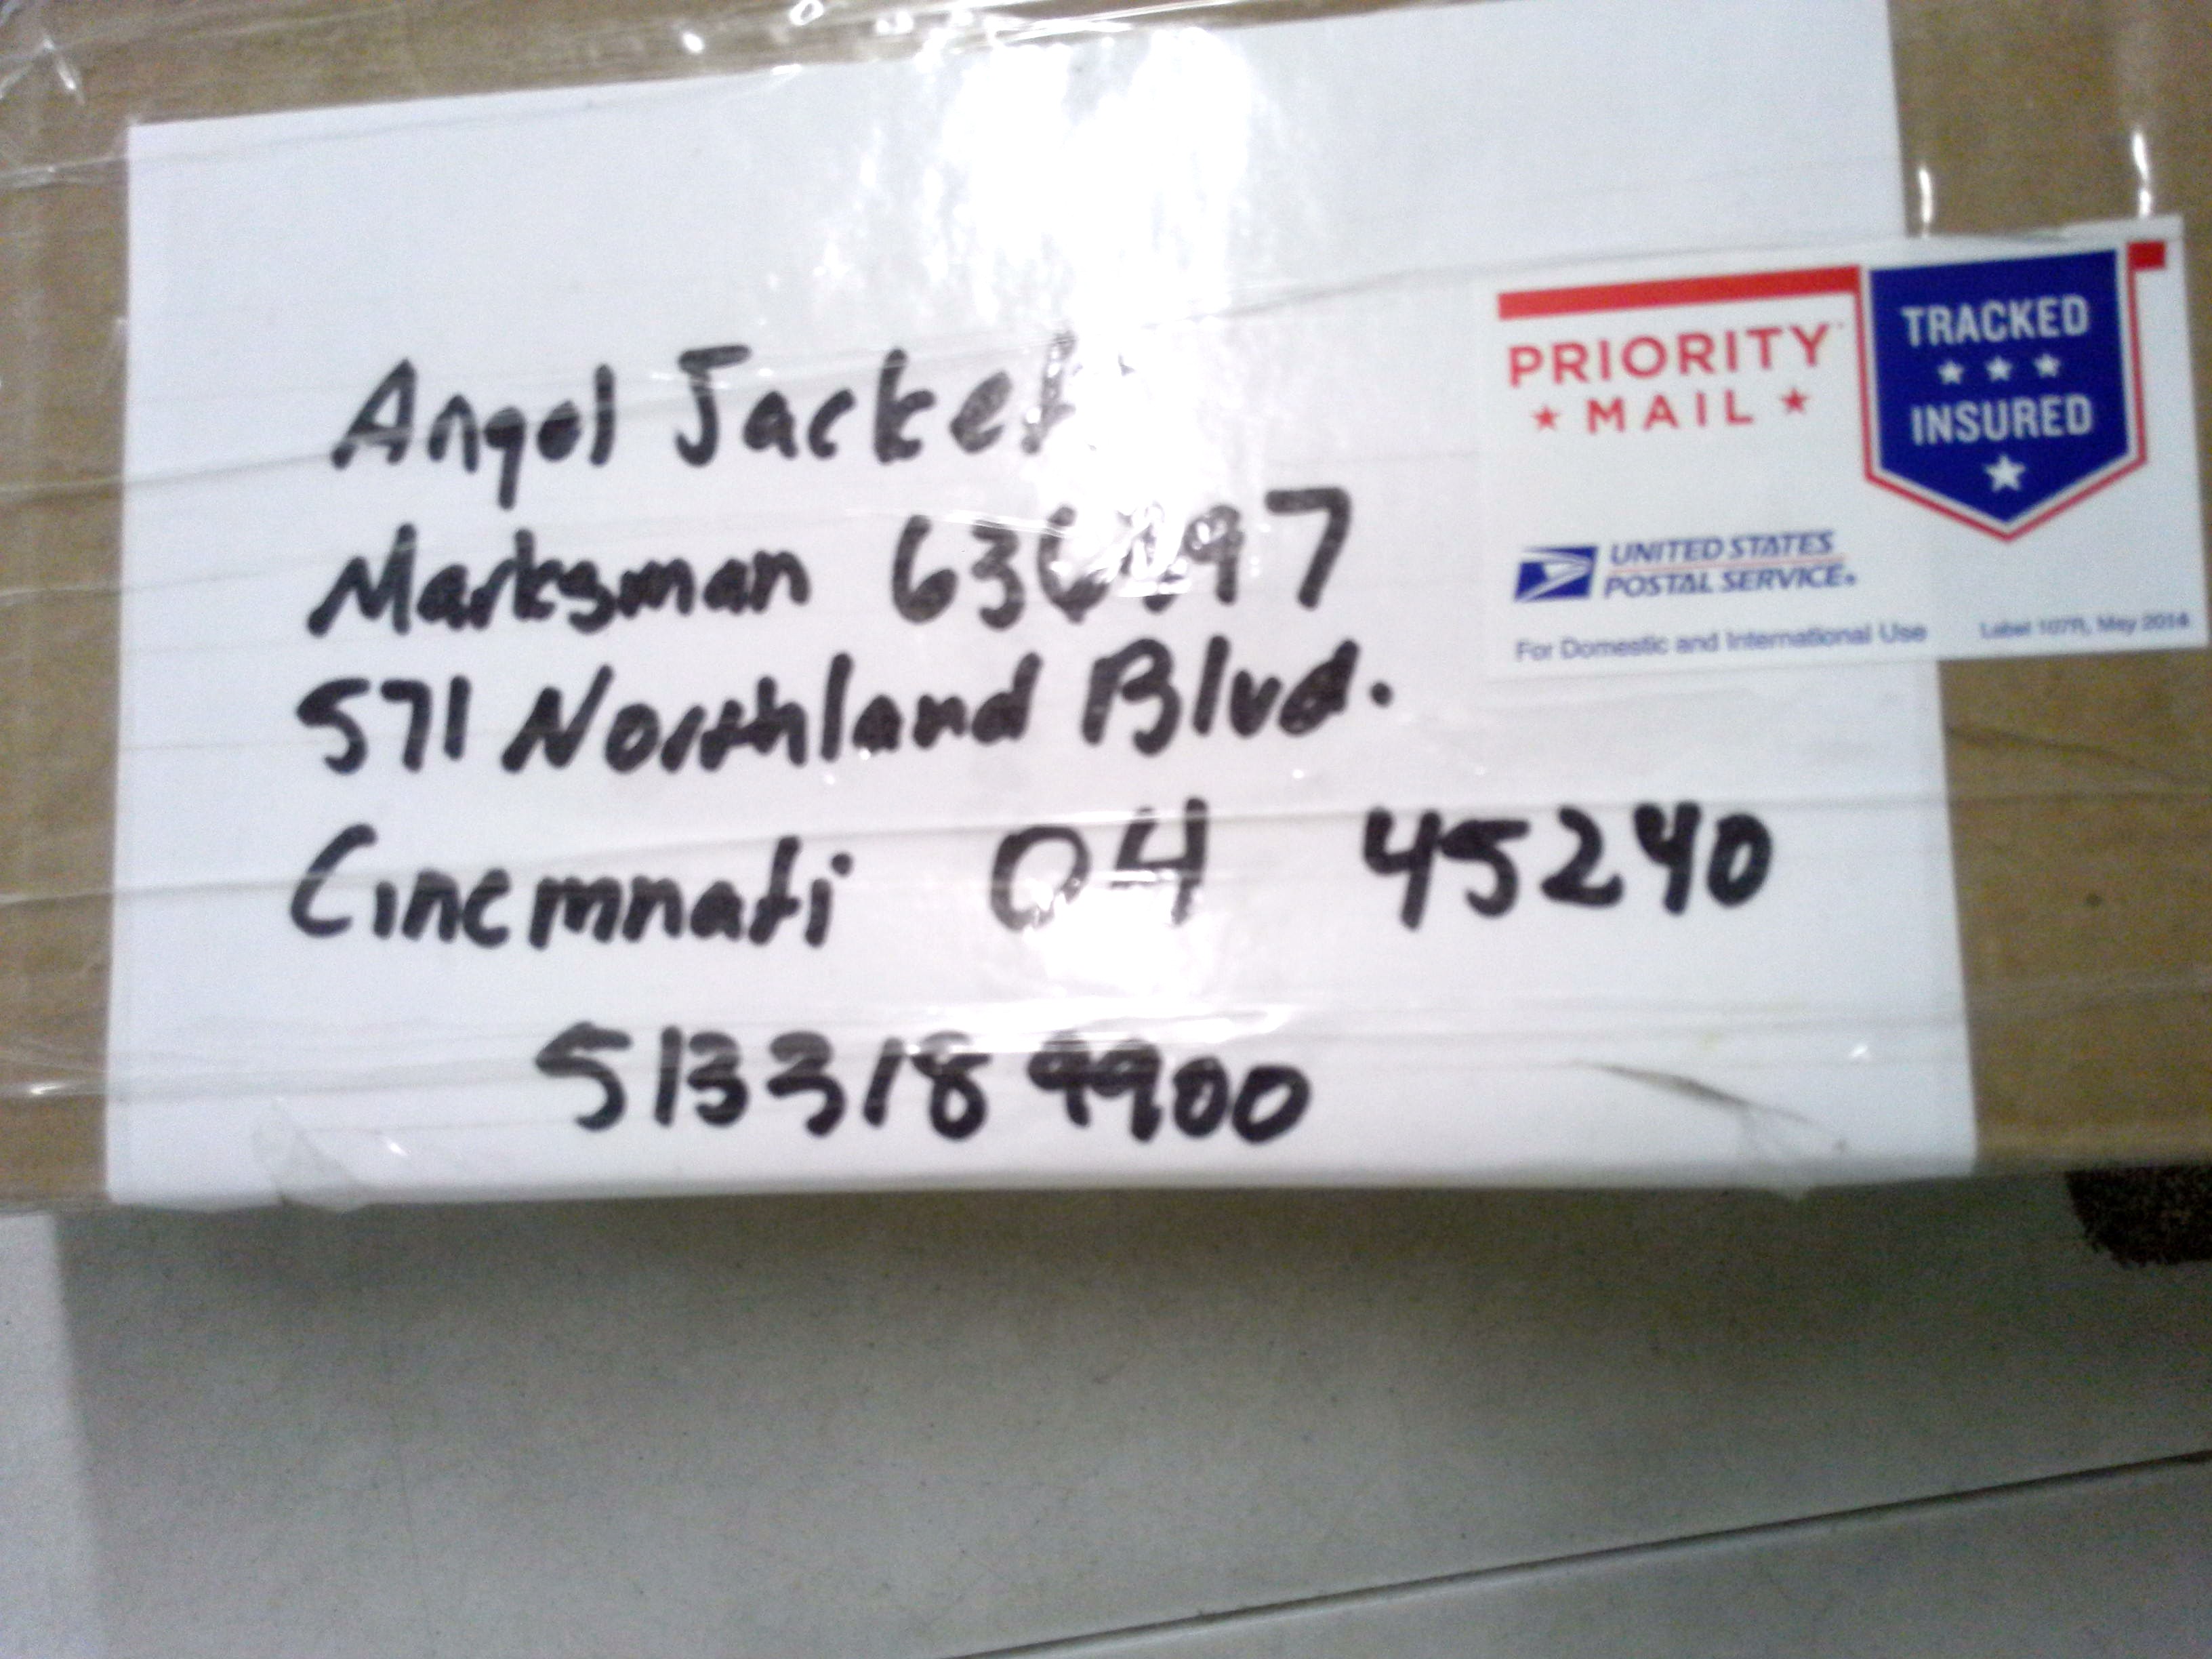 Angel Jacket
Marksman
571 Northland Blvd.
Cincmnati OH 45240
5133189900
PRIORITY
MAIL
TRACKED
INSURED
UNITED STATES
POSTAL SERVICE®
For Domestic and International Use
Label 107R, May 2014